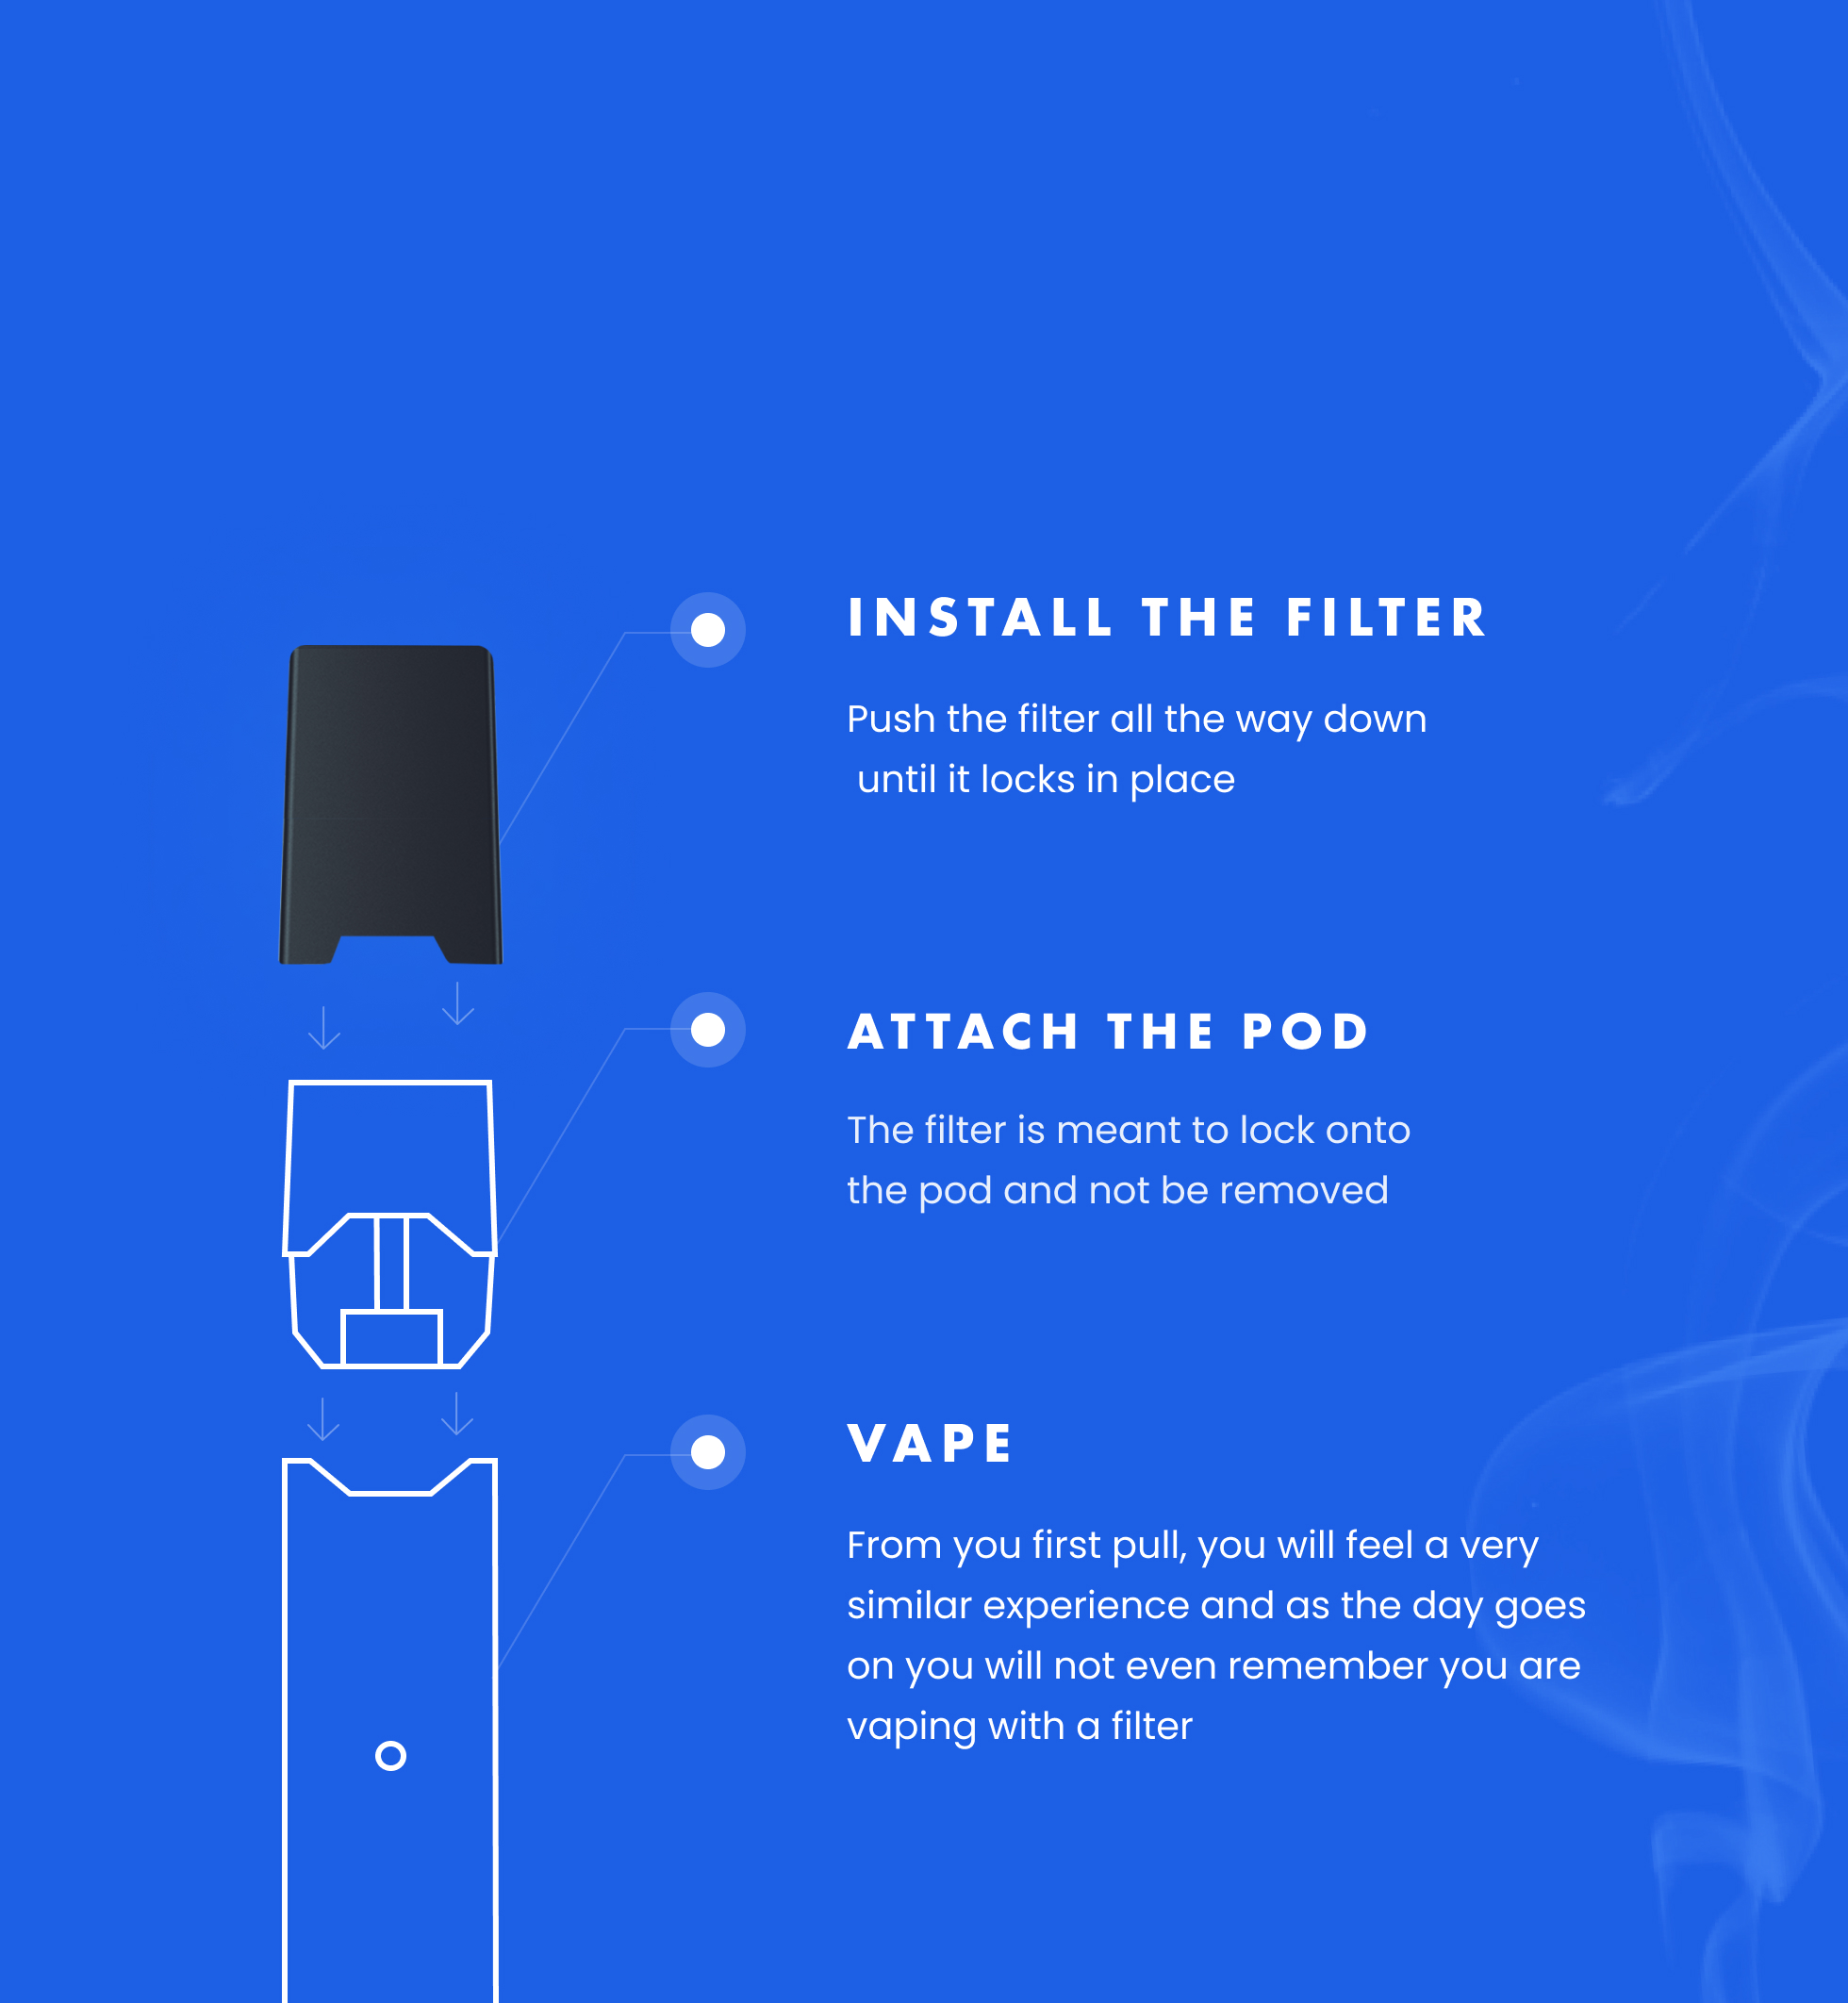 INSTALL THE FILTER
Push the filter all the way down
until it locks in place
ATTACH THE POD
The filter is meant to lock onto
the pod and not be removed
VAPE
From you first pull, you will feel a very
similar experience and as the day goes
on you will not even remember you are
vaping with a filter